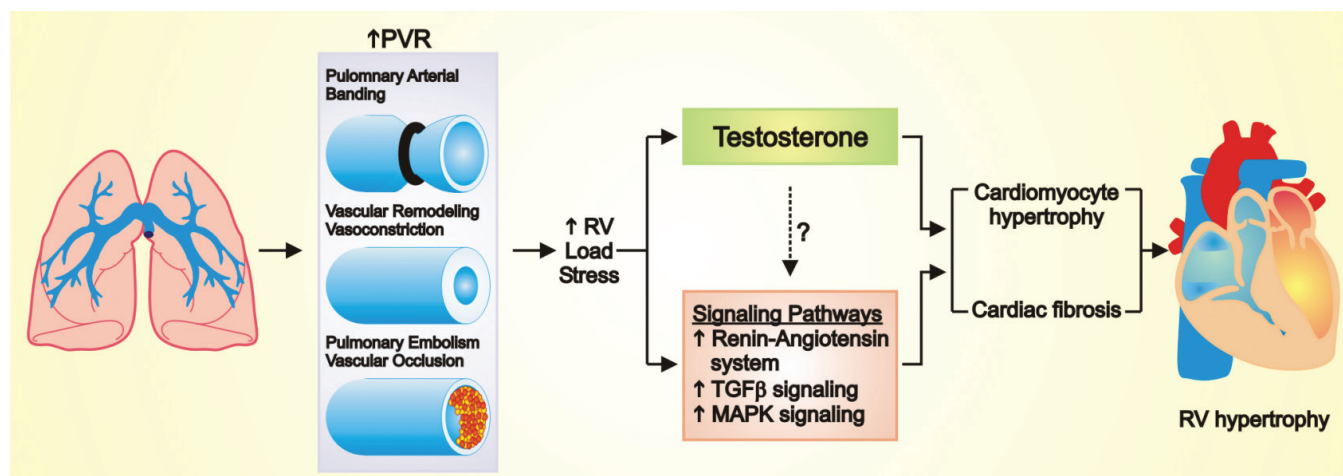 ↑PVR
Pulomnary Arterial
Banding
Vascular Remodeling
Vasoconstriction
Pulmonary Embolism
Vascular Occlusion
↑ RV
Load
Stress
Testosterone
?
Signaling Pathways
↑ Renin-Angiotensin
system
↑ TGFβ signaling
↑ MAPK signaling
Cardiomyocyte
hypertrophy
Cardiac fibrosis
RV hypertrophy